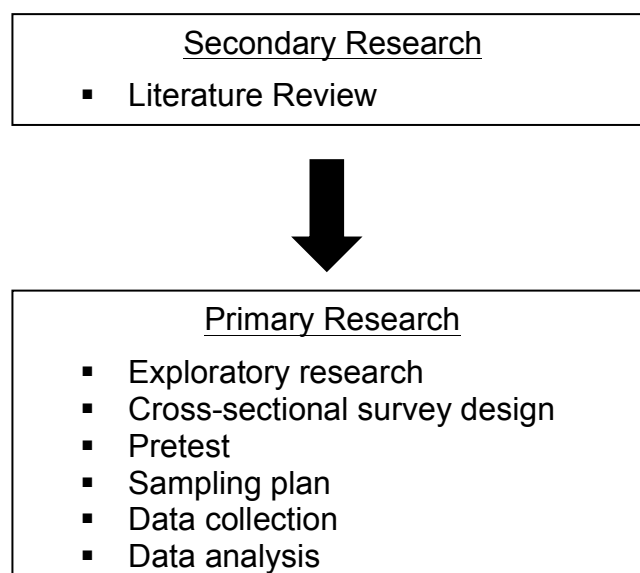 Secondary Research
▪ Literature Review
Primary Research
▪ Exploratory research
▪ Cross-sectional survey design
▪ Pretest
▪ Sampling plan
▪ Data collection
▪ Data analysis